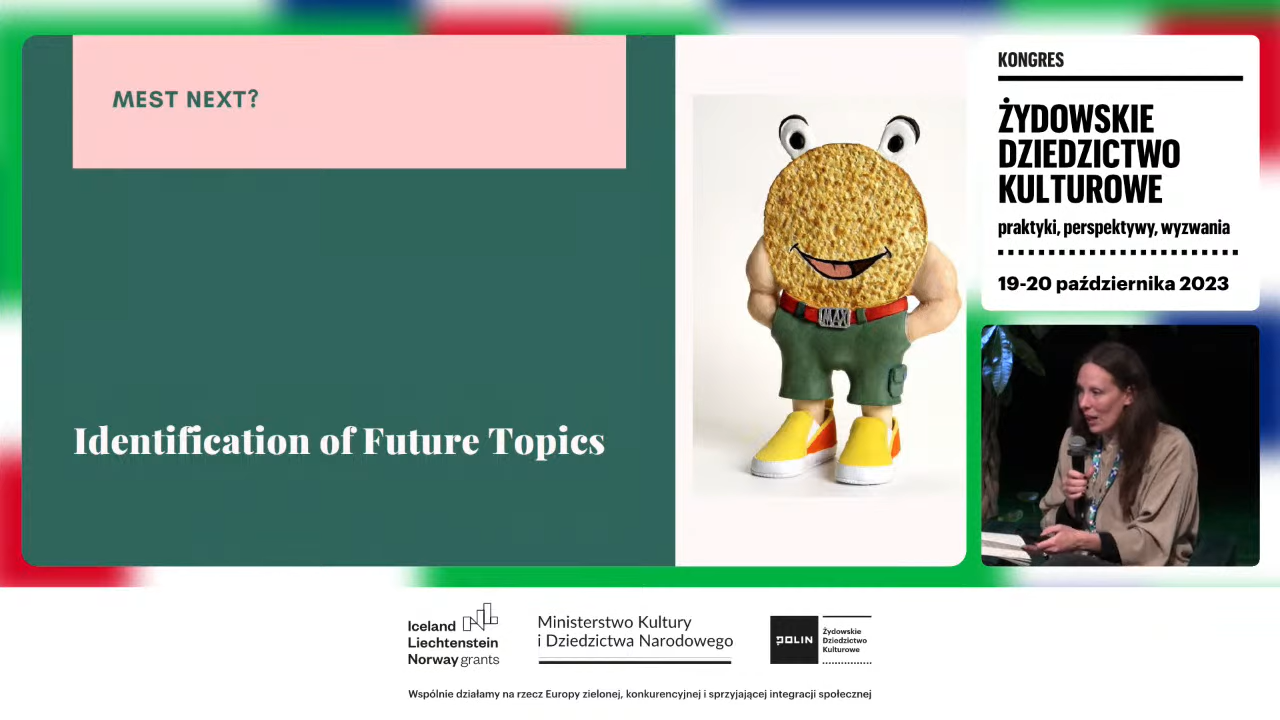 MEST NEXT?
Identification of Future Topics
MAX
KONGRES
ŻYDOWSKIE
DZIEDZICTWO
KULTUROWE
praktyki, perspektywy, wyzwania
19-20 października 2023
Iceland
Liechtenstein
Norway grants
Ministerstwo Kultury
i Dziedzictwa Narodowego
POLIN
Żydowskie
Dziedzictwo
Kulturowe
Wspólnie działamy na rzecz Europy zielonej, konkurencyjnej i sprzyjającej integracji społecznej